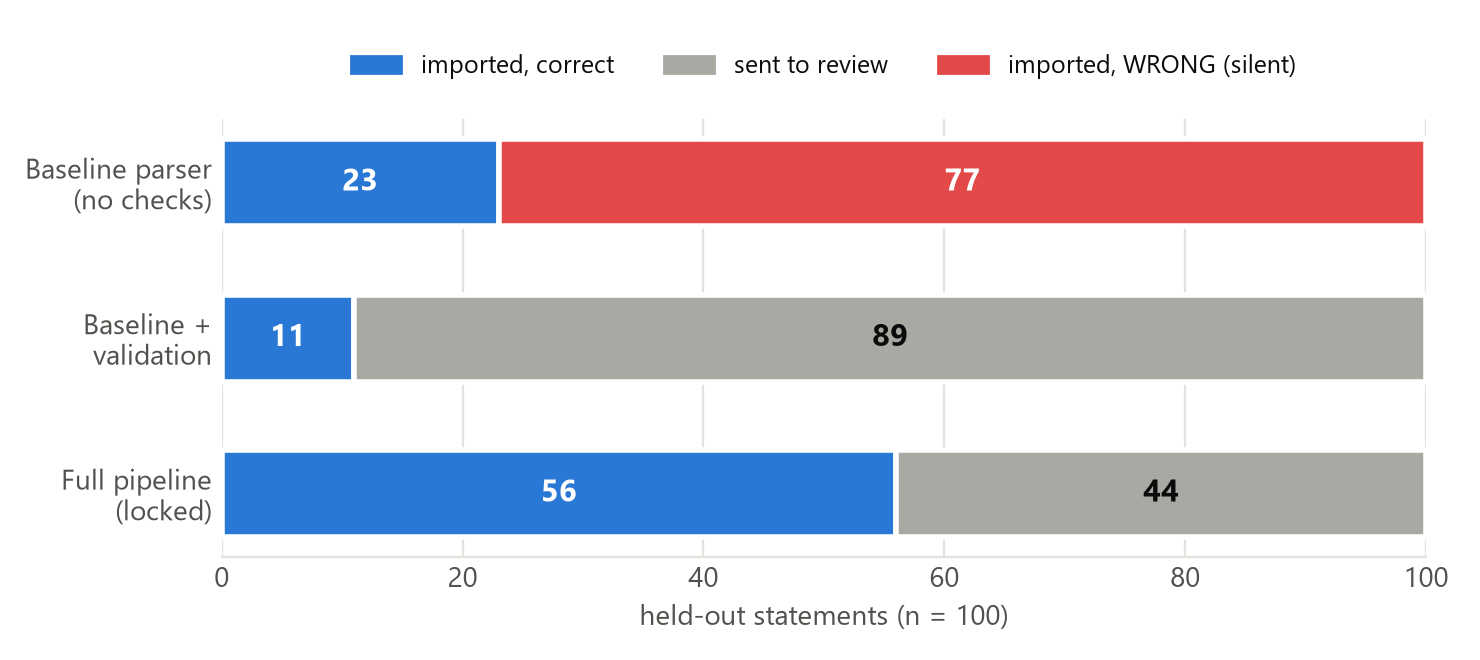 imported, correct
sent to review
imported, WRONG (silent)
Baseline parser
(no checks)
23
77
Baseline +
validation
11
89
Full pipeline
(locked)
56
44
0
20
40
60
80
100
held-out statements (n = 100)